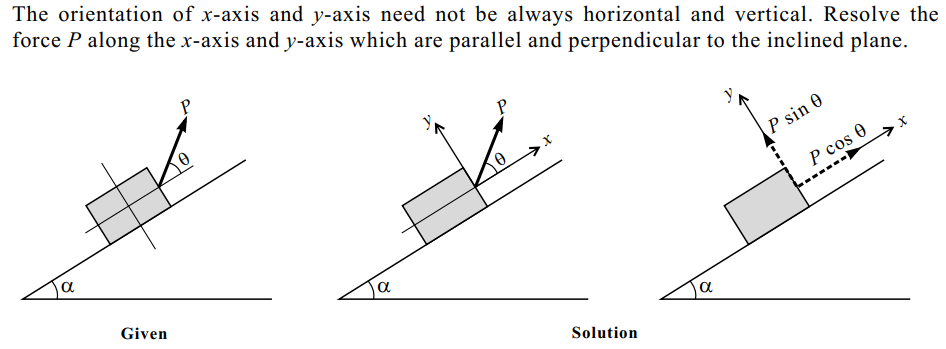 The orientation of x-axis and y-axis need not be always horizontal and vertical. Resolve the
force P along the x-axis and y-axis which are parallel and perpendicular to the inclined plane.
P
θ
α
Given
y
P
θ
x
α
Solution
y
P sin θ
P cos θ
x
α